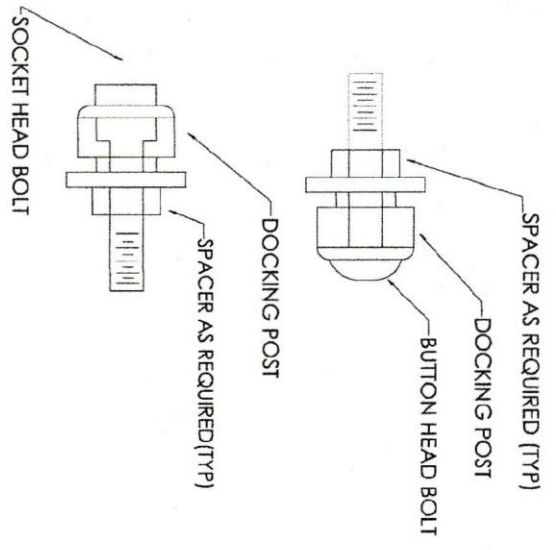 SPACER AS REQUIRED (TYP)
DOCKING POST
BUTTON HEAD BOLT
DOCKING POST
SPACER AS REQUIRED(TYP)
SOCKET HEAD BOLT